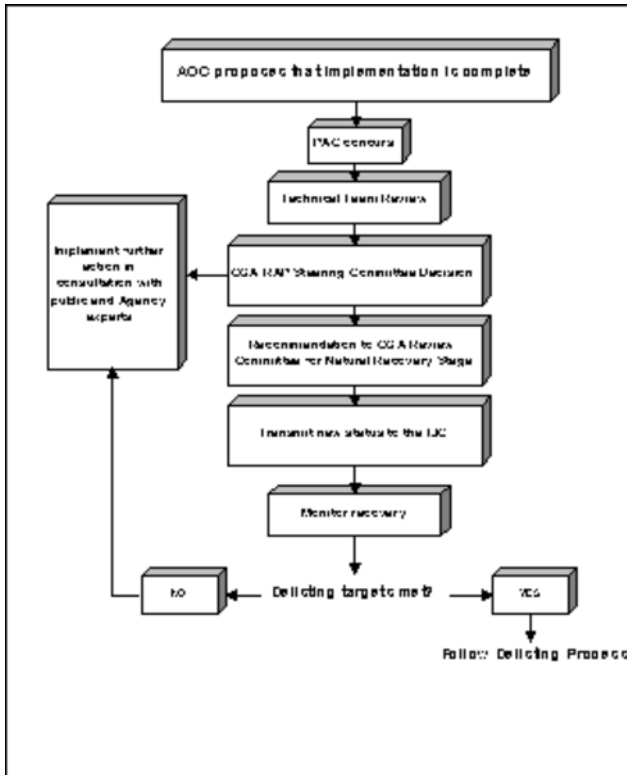 AOC proposes that implementation is complete
PAC concurs
Technical Team Review
Implement further
action in
consultation with
public and Agency
experts
COA RAP Steering Committee Decision
Recommendation to COA Review
Committee for Natural Recovery Stage
Transmit new status to the IJC
Monitor recovery
NO
Delisting targets met?
YES
Follow Delisting Process